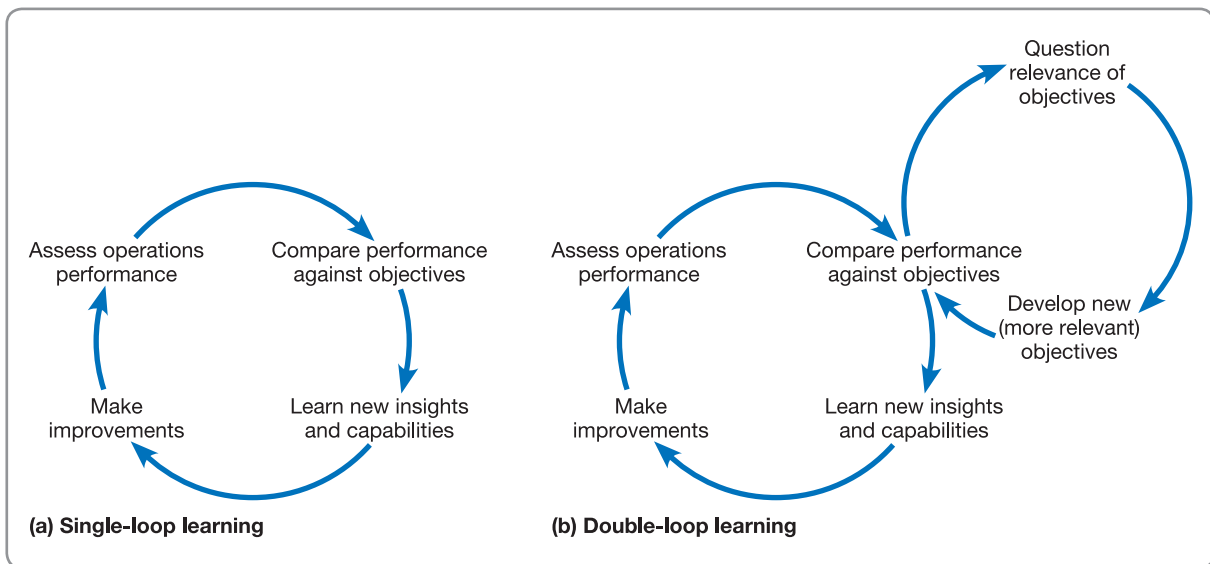 Question
relevance of
objectives
Assess operations
performance
Compare performance
against objectives
Make
improvements
Learn new insights
and capabilities
(a) Single-loop learning
Assess operations
performance
Compare performance
against objectives
Develop new
(more relevant)
objectives
Make
improvements
Learn new insights
and capabilities
(b) Double-loop learning